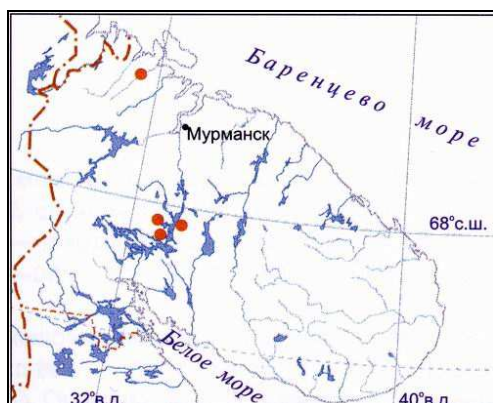 Баренцево море
Мурманск
68°с.ш.
Белое море
32°в.д.
40°в.д.